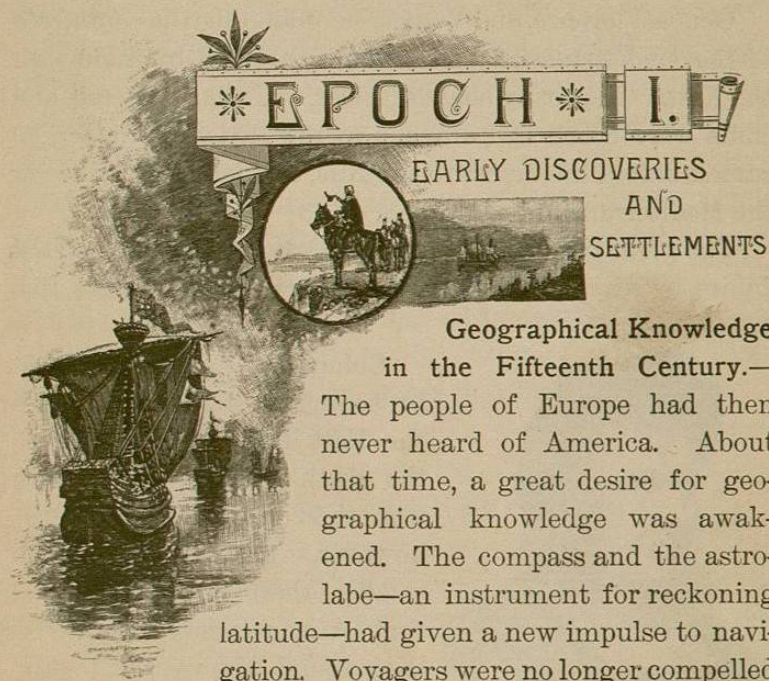 EPOCH I.
EARLY DISCOVERIES
AND
SETTLEMENTS
Geographical Knowledge
in the Fifteenth Century.—
The people of Europe had then
never heard of America. About
that time, a great desire for geo-
graphical knowledge was awak-
ened. The compass and the astro-
labe—an instrument for reckoning
latitude—had given a new impulse to navi-
gation. Voyagers were no longer compelled